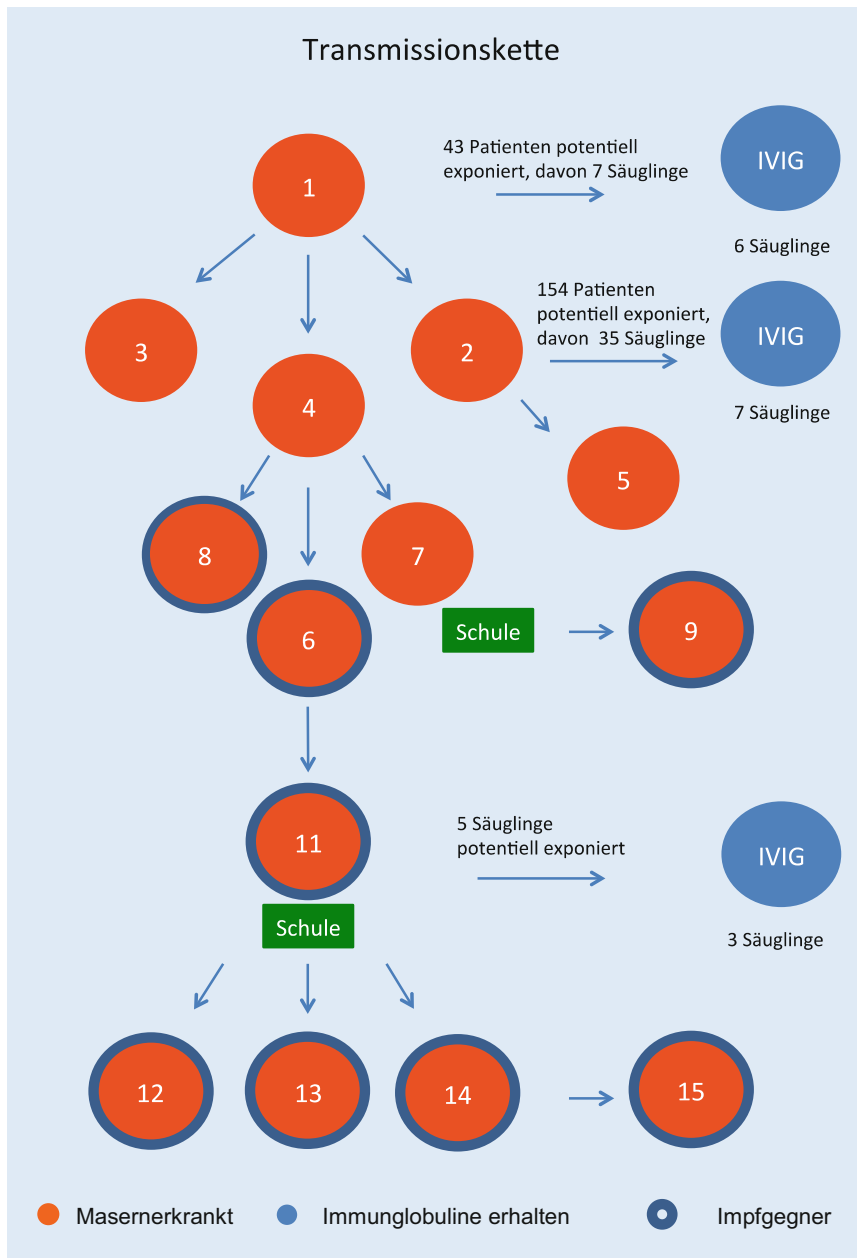 Transmissionskette
43 Patienten potentiell
exponiert, davon 7 Säuglinge
IVIG
1
6 Säuglinge
154 Patienten
potentiell exponiert,
davon 35 Säuglinge
IVIG
3
2
4
7 Säuglinge
5
8
7
6
Schule
9
11
5 Säuglinge
potentiell exponiert
IVIG
Schule
3 Säuglinge
12
13
14
15
Masernerkrankt
Immunglobuline erhalten
Impfgegner